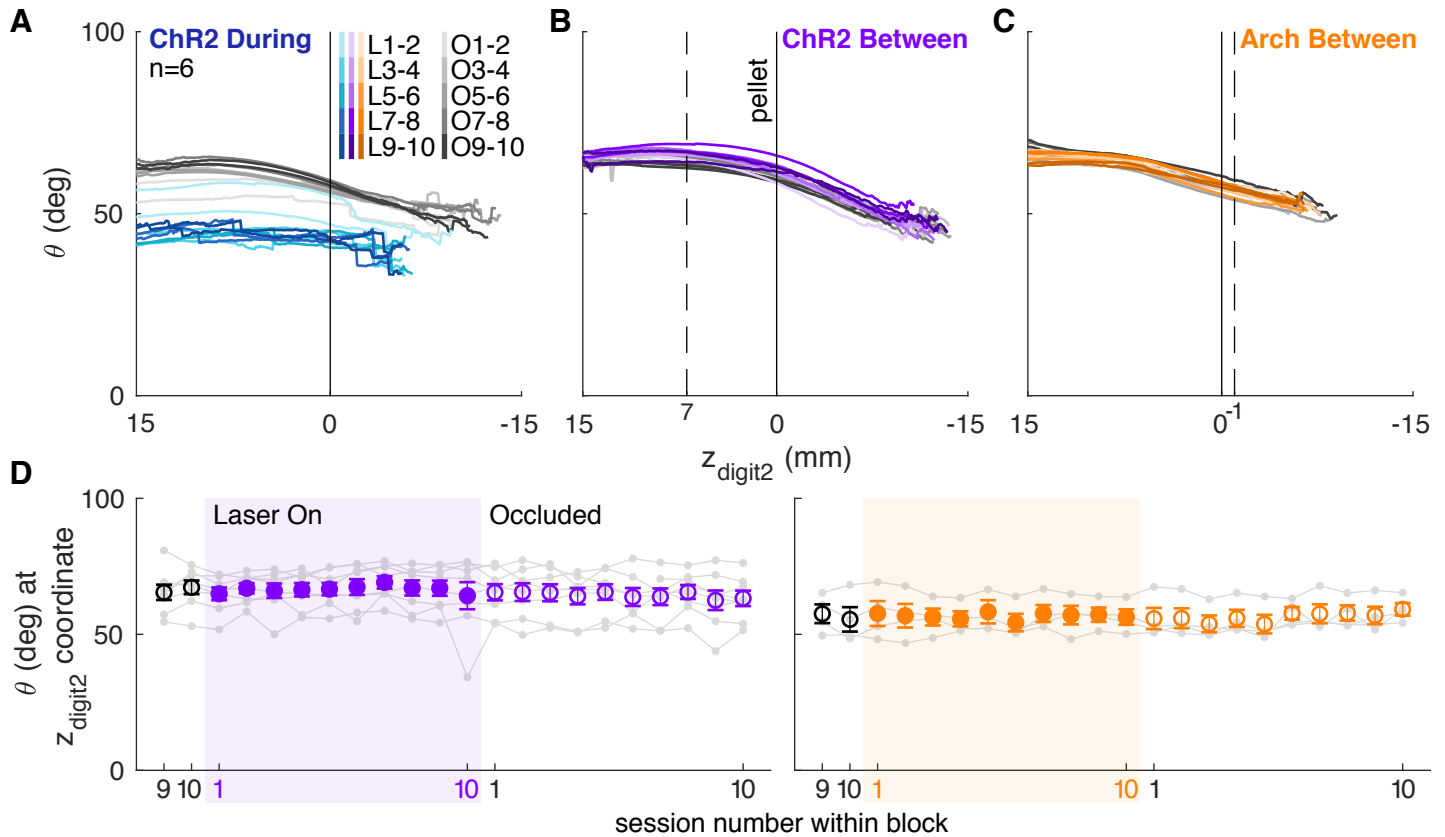 A
B
C
100
50
0
θ (deg)
ChR2 During
n=6
L1-2
L3-4
L5-6
L7-8
L9-10
O1-2
O3-4
O5-6
O7-8
O9-10
ChR2 Between
pellet
Arch Between
15
0
-15
15
7
0
-15
15
0
-1
-15
z_digit2 (mm)
D
100
50
0
θ (deg) at
z_digit2 coordinate
Laser On
Occluded
9
10
1
10
1
10
9
10
1
10
1
10
session number within block